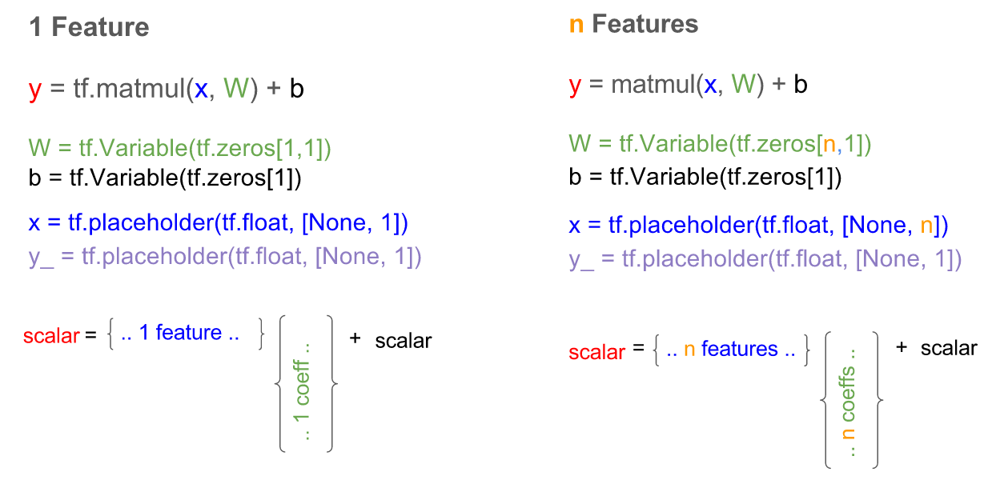 1 Feature
y = tf.matmul(x, W) + b
W = tf.Variable(tf.zeros[1,1])
b = tf.Variable(tf.zeros[1])
x = tf.placeholder(tf.float, [None, 1])
y_ = tf.placeholder(tf.float, [None, 1])
scalar = { .. 1 feature .. } { .. 1 coeff .. } + scalar
n Features
y = matmul(x, W) + b
W = tf.Variable(tf.zeros[n,1])
b = tf.Variable(tf.zeros[1])
x = tf.placeholder(tf.float, [None, n])
y_ = tf.placeholder(tf.float, [None, 1])
scalar = { .. n features .. } { .. n coeffs .. } + scalar